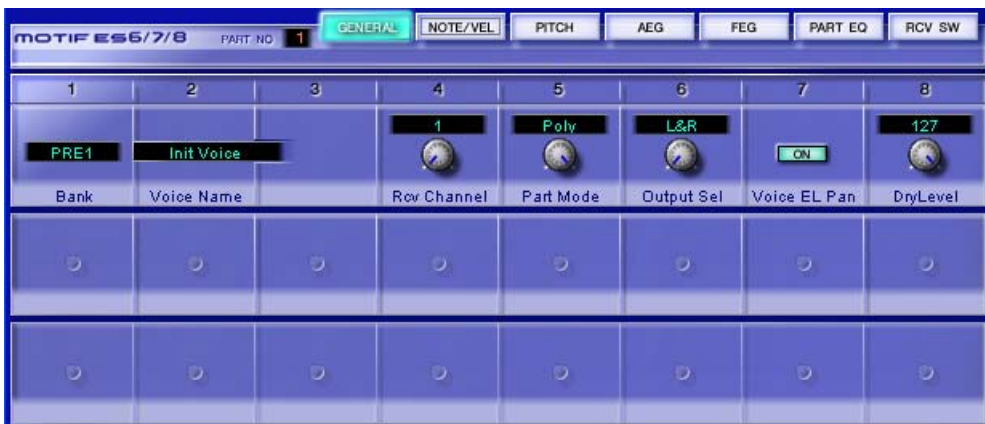 MOTIF ES6/7/8 PART NO 1 GENERAL NOTE/VEL PITCH AEG FEG PART EQ RCV SW
1 2 3 4 5 6 7 8
PRE1 Init Voice 1 Poly L&R ON 127
Bank Voice Name Rcv Channel Part Mode Output Sel Voice EL Pan DryLevel